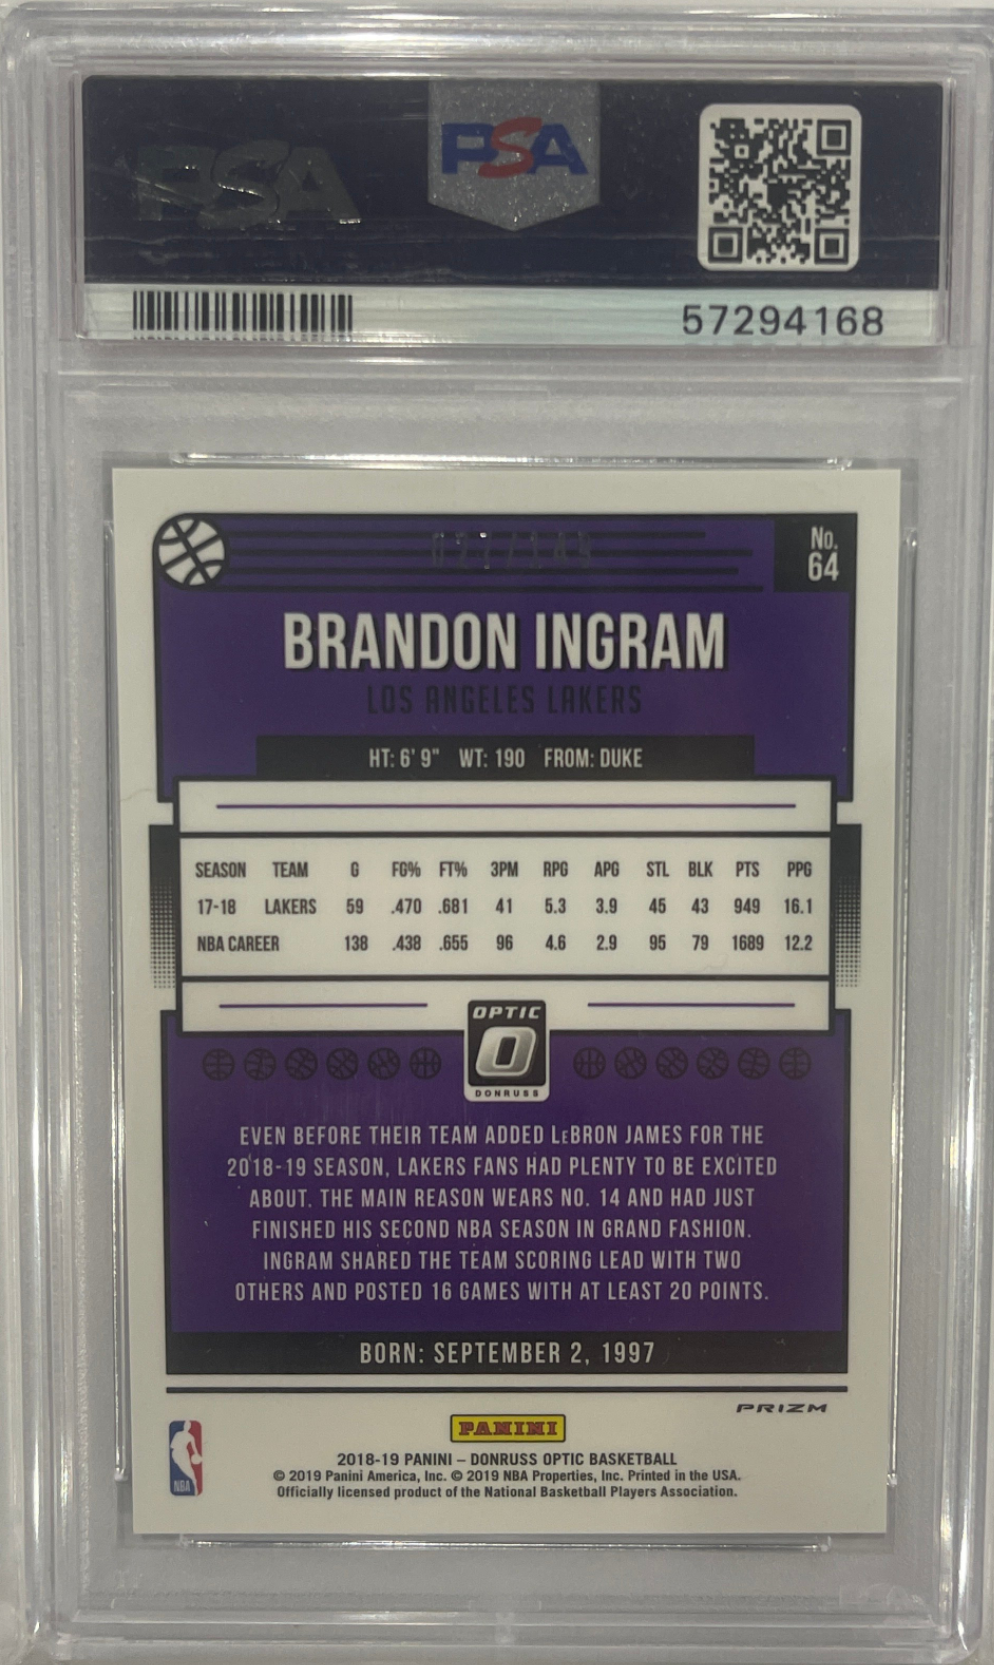 PSA
PSA
57294168
No.
64
BRANDON INGRAM
LOS ANGELES LAKERS
HT: 6' 9" WT: 190 FROM: DUKE
SEASON TEAM G FG% FT% 3PM RPG APG STL BLK PTS PPG
17-18 LAKERS 59 .470 .681 41 5.3 3.9 45 43 949 16.1
NBA CAREER 138 .438 .655 96 4.6 2.9 95 79 1689 12.2
OPTIC
O
DONRUSS
EVEN BEFORE THEIR TEAM ADDED LeBRON JAMES FOR THE
2018-19 SEASON, LAKERS FANS HAD PLENTY TO BE EXCITED
ABOUT. THE MAIN REASON WEARS NO. 14 AND HAD JUST
FINISHED HIS SECOND NBA SEASON IN GRAND FASHION.
INGRAM SHARED THE TEAM SCORING LEAD WITH TWO
OTHERS AND POSTED 16 GAMES WITH AT LEAST 20 POINTS.
BORN: SEPTEMBER 2, 1997
PRIZM
PANINI
NBA
2018-19 PANINI – DONRUSS OPTIC BASKETBALL
© 2019 Panini America, Inc. © 2019 NBA Properties, Inc. Printed in the USA.
Officially licensed product of the National Basketball Players Association.